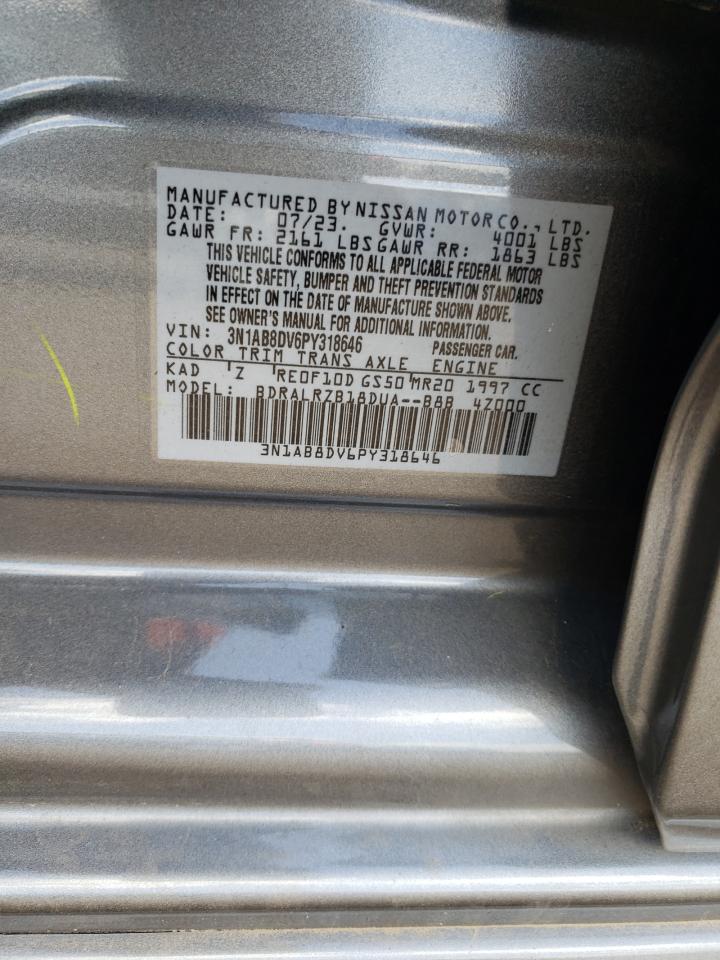 MANUFACTURED BY NISSAN MOTOR CO., LTD.
DATE: 07/23. GVWR: 4001 LBS
GAWR FR: 2161 LBS GAWR RR: 1863 LBS
THIS VEHICLE CONFORMS TO ALL APPLICABLE FEDERAL MOTOR
VEHICLE SAFETY, BUMPER AND THEFT PREVENTION STANDARDS
IN EFFECT ON THE DATE OF MANUFACTURE SHOWN ABOVE.
SEE OWNER'S MANUAL FOR ADDITIONAL INFORMATION.
VIN: 3N1AB8DV6PY318646 PASSENGER CAR.
COLOR TRIM TRANS AXLE ENGINE
KAD Z RE0F10D GS50 MR20 1997 CC
MODEL: BDRALRZB18DUA--B8B 4Z000
3N1AB8DV6PY318646